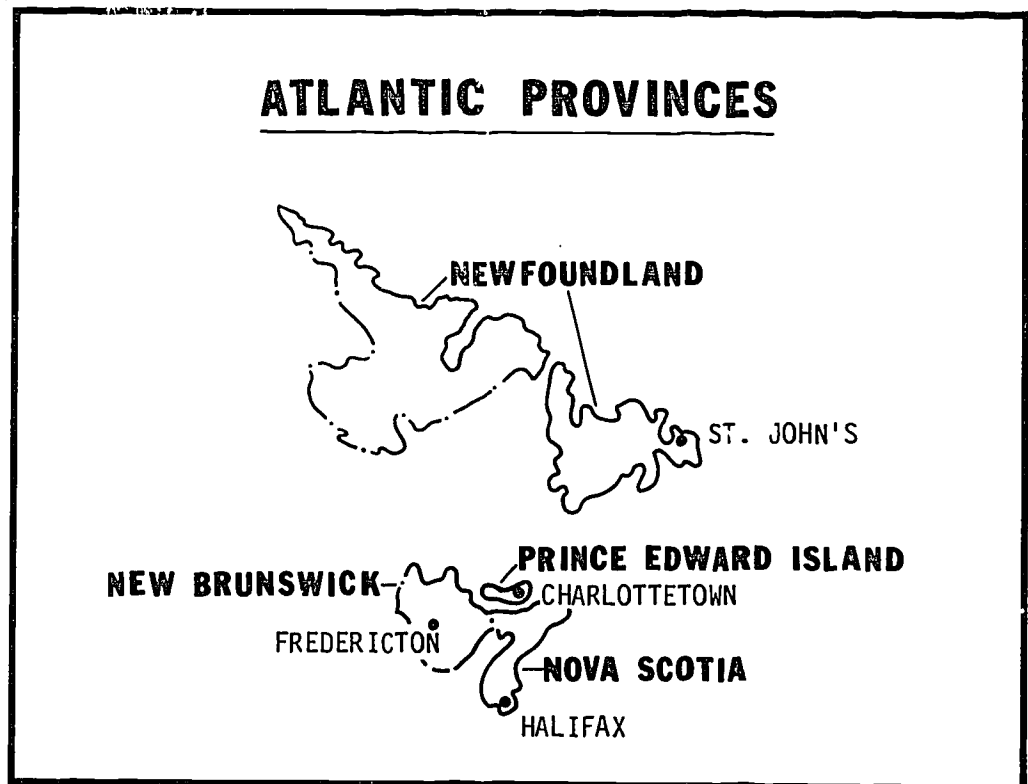 ATLANTIC PROVINCES
NEWFOUNDLAND
ST. JOHN'S
PRINCE EDWARD ISLAND
NEW BRUNSWICK
CHARLOTTETOWN
FREDERICTON
NOVA SCOTIA
HALIFAX